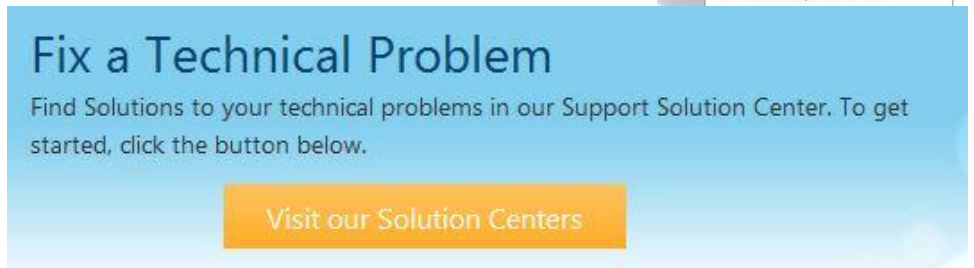 Fix a Technical Problem
Find Solutions to your technical problems in our Support Solution Center. To get
started, click the button below.
Visit our Solution Centers